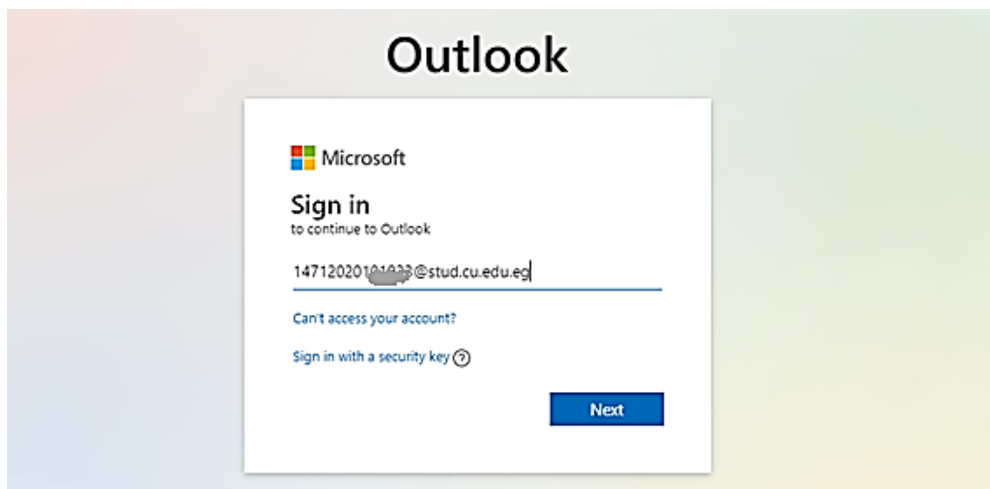 Outlook
Microsoft
Sign in
to continue to Outlook
@stud.cu.edu.eg
Can't access your account?
Sign in with a security key ?
Next